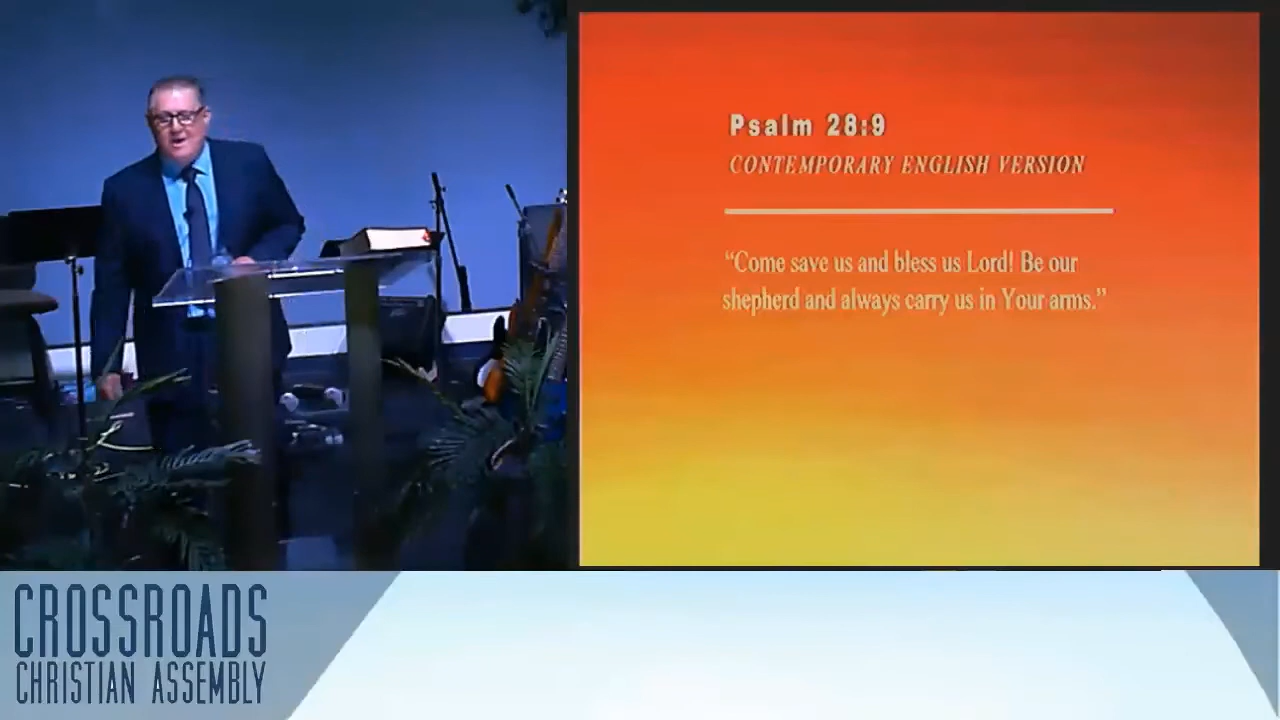 Psalm 28:9
CONTEMPORARY ENGLISH VERSION
“Come save us and bless us Lord! Be our
shepherd and always carry us in Your arms.”
CROSSROADS
CHRISTIAN ASSEMBLY